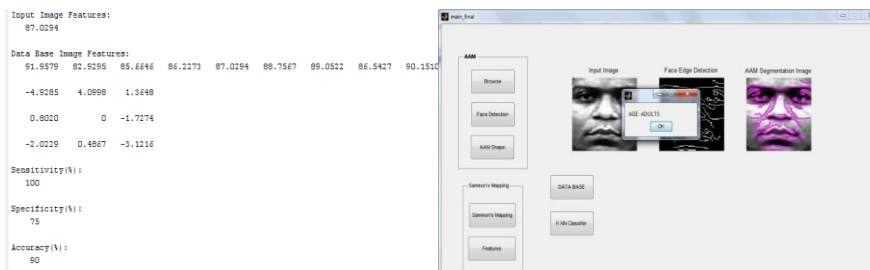 Input Image Features:
87.0294
Data Base Image Features:
91.9579 82.9295 85.6646 86.2273 87.0294 88.7567 89.0522 86.5427 90.1510
-4.9285 4.0998 1.3648
0.8020 0 -1.7274
-2.0229 0.4867 -3.1216
Sensitivity(%):
100
Specificity(%):
75
Accuracy(%):
90
main_final
AAM
Browse
Face Detection
AAM Shape
Input Image
Face Edge Detection
AAM Segmentation Image
AGE: ADULTS
OK
Sammon's Mapping
Sammon's Mapping
Features
DATA BASE
K NN Classifier